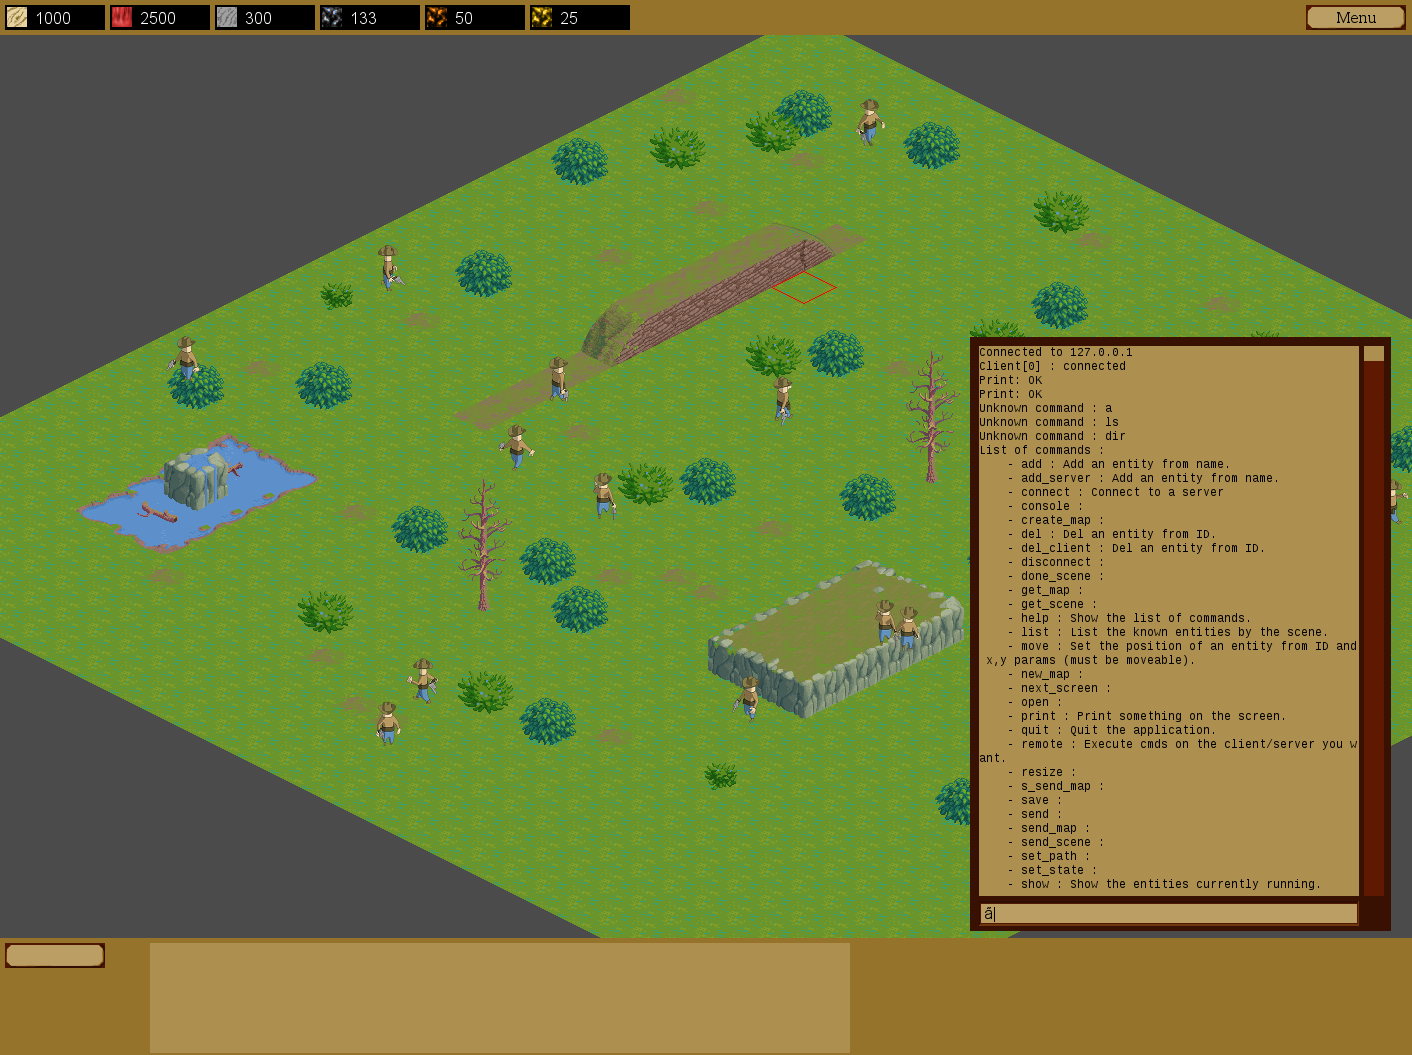 1000 2500 300 133 50 25 Menu
Connected to 127.0.0.1
Client[0] : connected
Print: OK
Print: OK
Unknown command : a
Unknown command : ls
Unknown command : dir
List of commands :
- add : Add an entity from name.
- add_server : Add an entity from name.
- connect : Connect to a server
- console :
- create_map :
- del : Del an entity from ID.
- del_client : Del an entity from ID.
- disconnect :
- done_scene :
- get_map :
- get_scene :
- help : Show the list of commands.
- list : List the known entities by the scene.
- move : Set the position of an entity from ID and
x,y params (must be moveable).
- new_map :
- next_screen :
- open :
- print : Print something on the screen.
- quit : Quit the application.
- remote : Execute cmds on the client/server you w
ant.
- resize :
- s_send_map :
- save :
- send :
- send_map :
- send_scene :
- set_path :
- set_state :
- show : Show the entities currently running.
ã